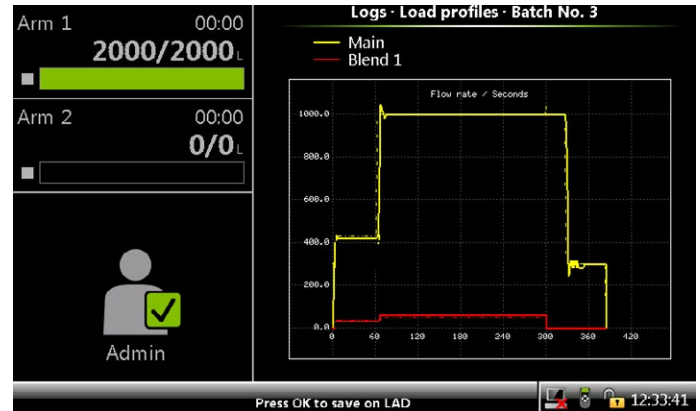 Arm 1 00:00
2000/2000L
Arm 2 00:00
0/0L
Admin
Logs · Load profiles · Batch No. 3
Main
Blend 1
Flow rate / Seconds
1000.0
800.0
600.0
400.0
200.0
0.0
0 60 120 180 240 300 360 420
Press OK to save on LAD
12:33:41